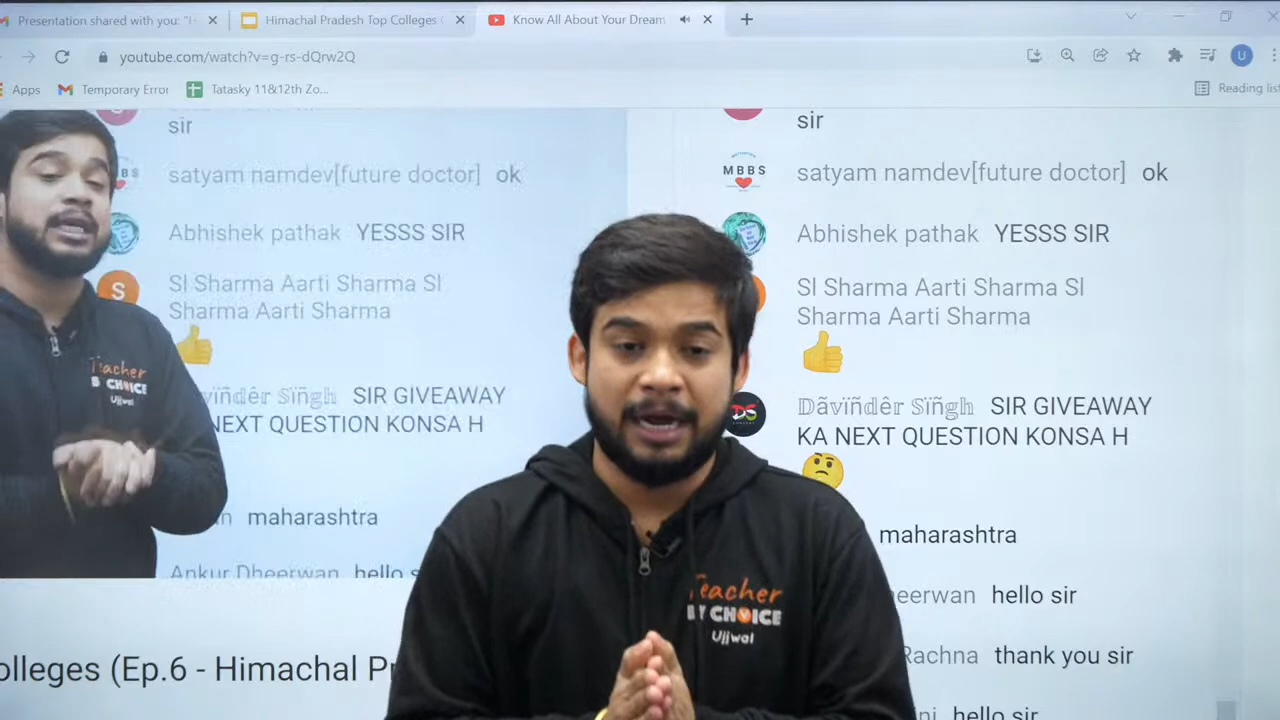 Presentation shared with you: "H
Himachal Pradesh Top Colleges
Know All About Your Dream
youtube.com/watch?v=g-rs-dQrw2Q
U
Apps
Temporary Error
Tatasky 11&12th Zo...
Reading list
sir
MBBS
satyam namdev[future doctor] ok
Abhishek pathak YESSS SIR
S
Sl Sharma Aarti Sharma Sl
Sharma Aarti Sharma
👍
SIR GIVEAWAY
NEXT QUESTION KONSA H
maharashtra
Ankur Dheerwan hello s
Teacher
BY CHOICE
Ujjwal
olleges (Ep.6 - Himachal Pr
sir
MBBS
satyam namdev[future doctor] ok
Abhishek pathak YESSS SIR
Sl Sharma Aarti Sharma Sl
Sharma Aarti Sharma
👍
DS
𝔻ãvïñdêr Sïñgh SIR GIVEAWAY
KA NEXT QUESTION KONSA H
🤔
maharashtra
eerwan hello sir
Rachna thank you sir
ni hello sir
Teacher
BY CHOICE
Ujjwal